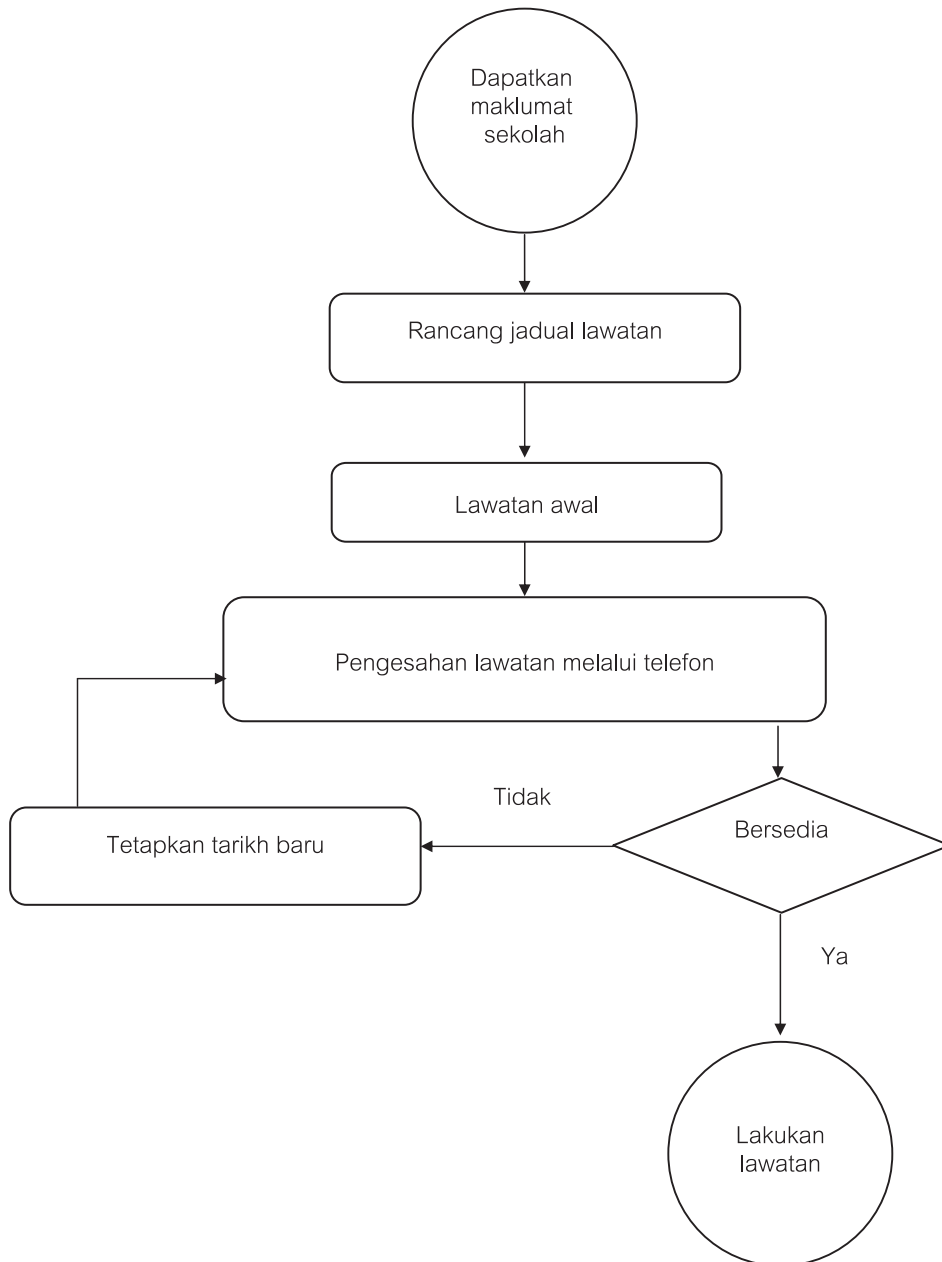 Dapatkan
maklumat
sekolah
Rancang jadual lawatan
Lawatan awal
Pengesahan lawatan melalui telefon
Tidak
Bersedia
Tetapkan tarikh baru
Ya
Lakukan
lawatan